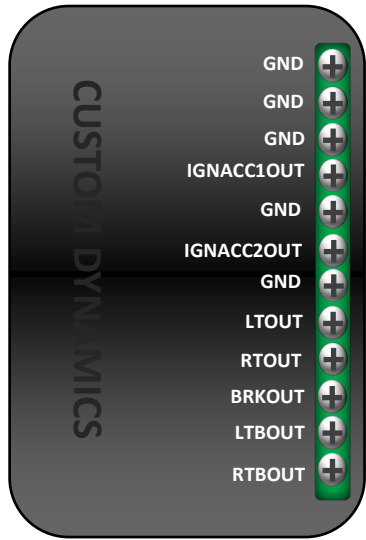 CUSTOM DYNAMICS
GND
GND
GND
IGNACC1OUT
GND
IGNACC2OUT
GND
LTOUT
RTOUT
BRKOUT
LTBOUT
RTBOUT